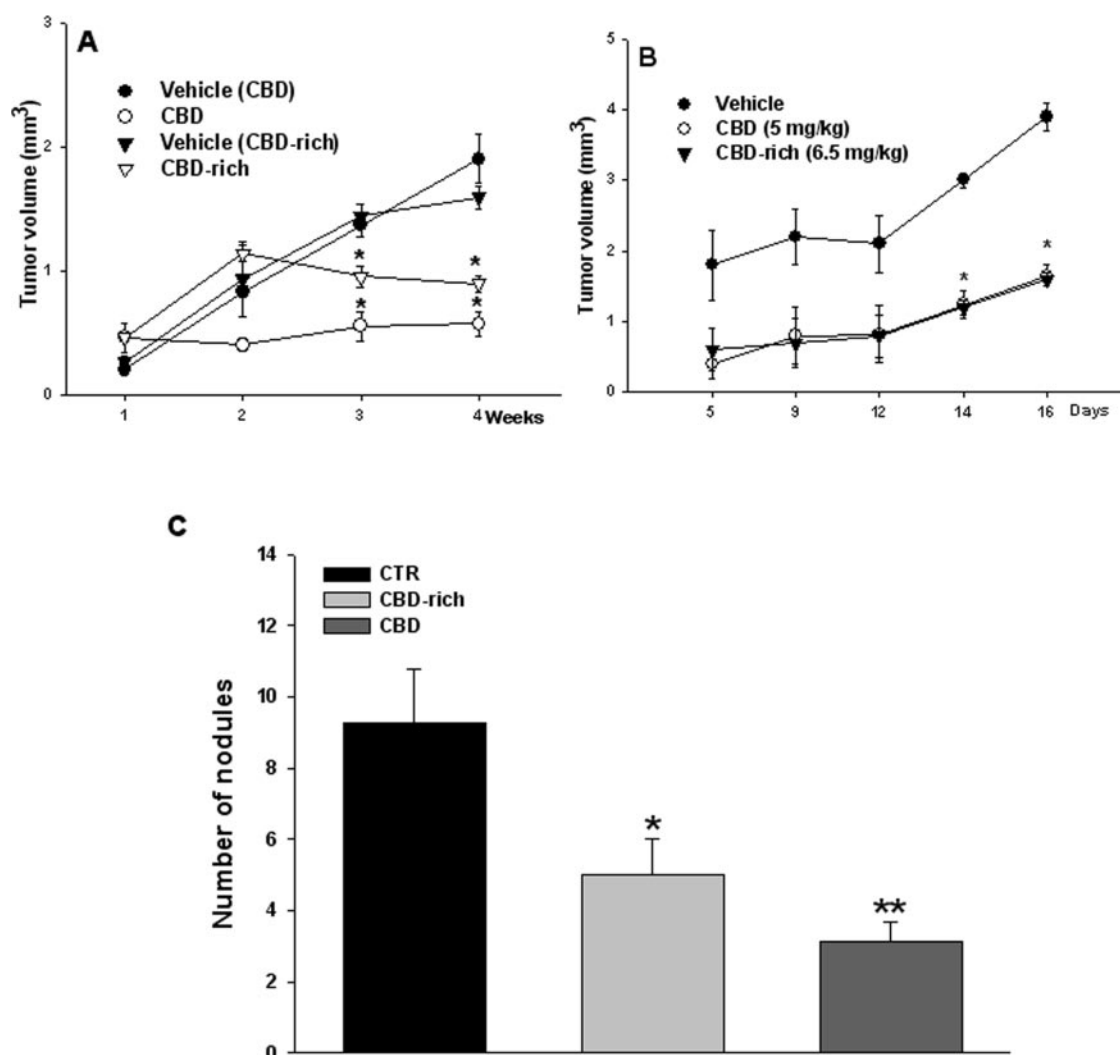 A
Tumor volume (mm³)
3
2
1
0
Vehicle (CBD)
CBD
Vehicle (CBD-rich)
CBD-rich
*
*
*
*
1 2 3 4 Weeks
B
Tumor volume (mm³)
5
4
3
2
1
0
Vehicle
CBD (5 mg/kg)
CBD-rich (6.5 mg/kg)
*
*
5 9 12 14 16 Days
C
Number of nodules
14
12
10
8
6
4
2
0
CTR
CBD-rich
CBD
*
**